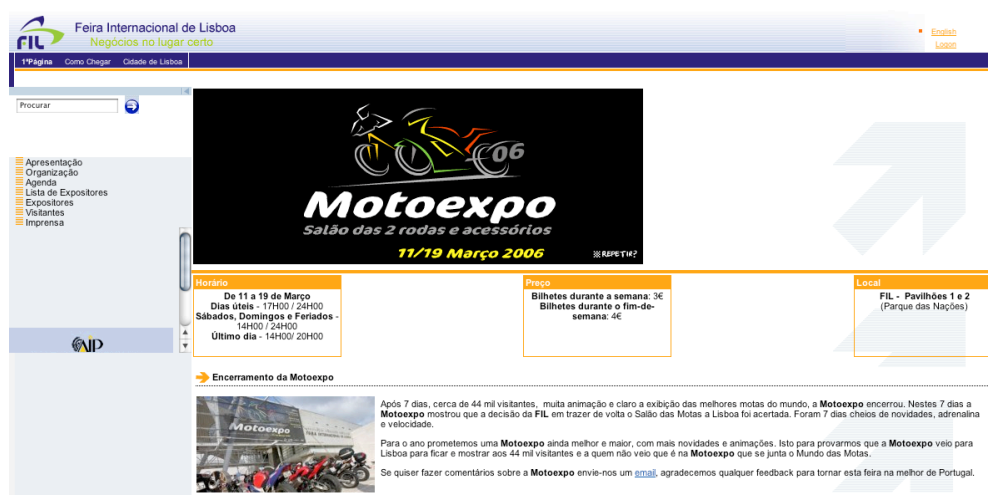 FIL
Feira Internacional de Lisboa
Negócios no lugar certo
English
Logon
1ªPágina Como Chegar Cidade de Lisboa
Procurar
Apresentação
Organização
Agenda
Lista de Expositores
Expositores
Visitantes
Imprensa
AIP
06
Motoexpo
Salão das 2 rodas e acessórios
11/19 Março 2006
REPETIR?
Horário
De 11 a 19 de Março
Dias úteis - 17H00 / 24H00
Sábados, Domingos e Feriados -
14H00 / 24H00
Último dia - 14H00/ 20H00
Preço
Bilhetes durante a semana: 3€
Bilhetes durante o fim-de-
semana: 4€
Local
FIL - Pavilhões 1 e 2
(Parque das Nações)
Encerramento da Motoexpo
Motoexpo
Após 7 dias, cerca de 44 mil visitantes, muita animação e claro a exibição das melhores motas do mundo, a Motoexpo encerrou. Nestes 7 dias a
Motoexpo mostrou que a decisão da FIL em trazer de volta o Salão das Motas a Lisboa foi acertada. Foram 7 dias cheios de novidades, adrenalina
e velocidade.
Para o ano prometemos uma Motoexpo ainda melhor e maior, com mais novidades e animações. Isto para provarmos que a Motoexpo veio para
Lisboa para ficar e mostrar aos 44 mil visitantes e a quem não veio que é na Motoexpo que se junta o Mundo das Motas.
Se quiser fazer comentários sobre a Motoexpo envie-nos um email, agradecemos qualquer feedback para tornar esta feira na melhor de Portugal.